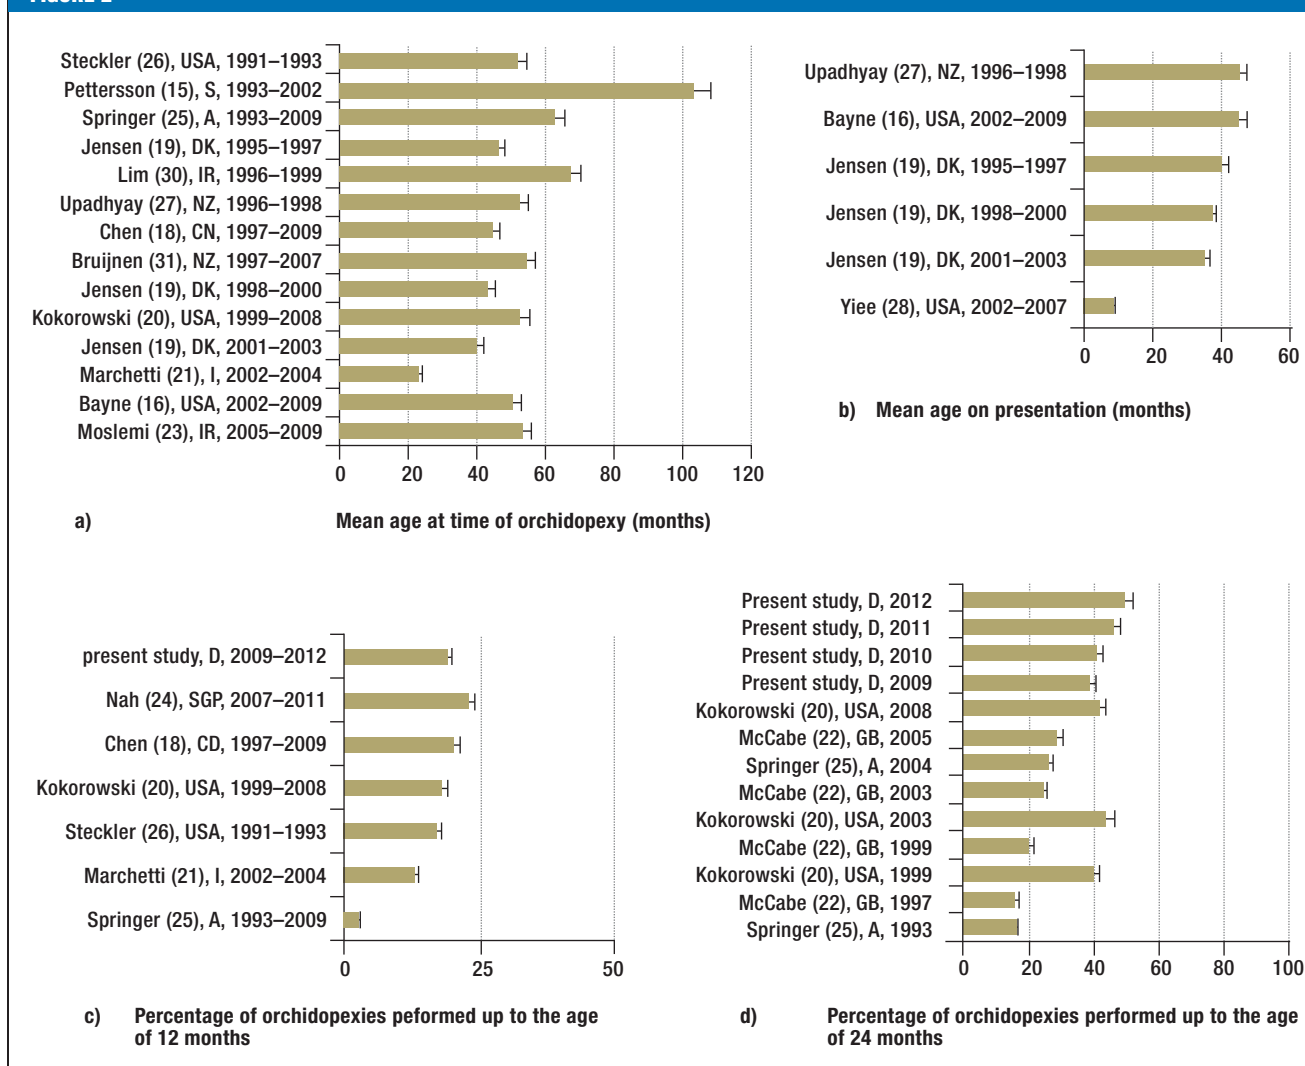 Steckler (26), USA, 1991–1993
Pettersson (15), S, 1993–2002
Springer (25), A, 1993–2009
Jensen (19), DK, 1995–1997
Lim (30), IR, 1996–1999
Upadhyay (27), NZ, 1996–1998
Chen (18), CN, 1997–2009
Bruijnen (31), NZ, 1997–2007
Jensen (19), DK, 1998–2000
Kokorowski (20), USA, 1999–2008
Jensen (19), DK, 2001–2003
Marchetti (21), I, 2002–2004
Bayne (16), USA, 2002–2009
Moslemi (23), IR, 2005–2009
0 20 40 60 80 100 120
a) Mean age at time of orchidopexy (months)
Upadhyay (27), NZ, 1996–1998
Bayne (16), USA, 2002–2009
Jensen (19), DK, 1995–1997
Jensen (19), DK, 1998–2000
Jensen (19), DK, 2001–2003
Yiee (28), USA, 2002–2007
0 20 40 60
b) Mean age on presentation (months)
present study, D, 2009–2012
Nah (24), SGP, 2007–2011
Chen (18), CD, 1997–2009
Kokorowski (20), USA, 1999–2008
Steckler (26), USA, 1991–1993
Marchetti (21), I, 2002–2004
Springer (25), A, 1993–2009
0 25 50
c) Percentage of orchidopexies peformed up to the age
of 12 months
Present study, D, 2012
Present study, D, 2011
Present study, D, 2010
Present study, D, 2009
Kokorowski (20), USA, 2008
McCabe (22), GB, 2005
Springer (25), A, 2004
McCabe (22), GB, 2003
Kokorowski (20), USA, 2003
McCabe (22), GB, 1999
Kokorowski (20), USA, 1999
McCabe (22), GB, 1997
Springer (25), A, 1993
0 20 40 60 80 100
d) Percentage of orchidopexies performed up to the age
of 24 months